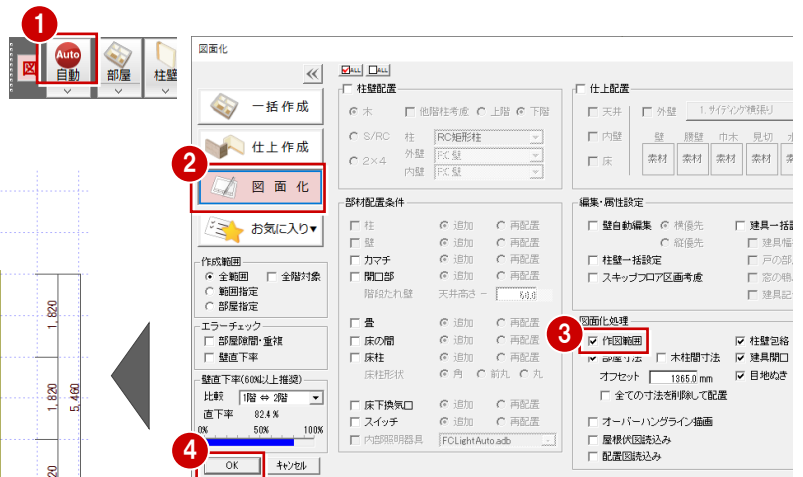 1
図
Auto
自動
部屋
柱壁
1,820
1,820
5,460
20
図面化
ALL ALL
一括作成
仕上作成
2
図面化
お気に入り▼
作成範囲
全範囲 全階対象
範囲指定
部屋指定
エラーチェック
部屋隙間・重複
壁直下率
壁直下率(60%以上推奨)
比較 1階 ⇔ 2階
直下率 82.4 %
0% 50% 100%
4
OK キャンセル
柱壁配置
木 他階柱考慮 上階 下階
S/RC 柱 RC矩形柱
2×4 外壁 RC壁
内壁 RC壁
部材配置条件
柱 追加 再配置
壁 追加 再配置
カマチ 追加 再配置
開口部 追加 再配置
階段たれ壁 天井高さ - 50.0
畳 追加 再配置
床の間 追加 再配置
床柱 追加 再配置
床柱形状 角 前丸 丸
床下換気口 追加 再配置
スイッチ 追加 再配置
内部照明器具 FCLightAuto.adb
仕上配置
天井 外壁 1.サイディング横張り
内壁 壁 腰壁 巾木 見切
床 素材 素材 素材 素材
編集・属性設定
壁自動編集 横優先 建具一括設
縦優先 建具幅
柱壁一括設定 戸の部
スキップフロア区画考慮 窓の鴨
建具記
図面化処理
3
作図範囲 柱壁包絡
部屋寸法 木柱間寸法 建具開口
オフセット 1365.0 mm 目地ぬき
全ての寸法を削除して配置
オーバーハングライン描画
屋根伏図読込み
配置図読込み